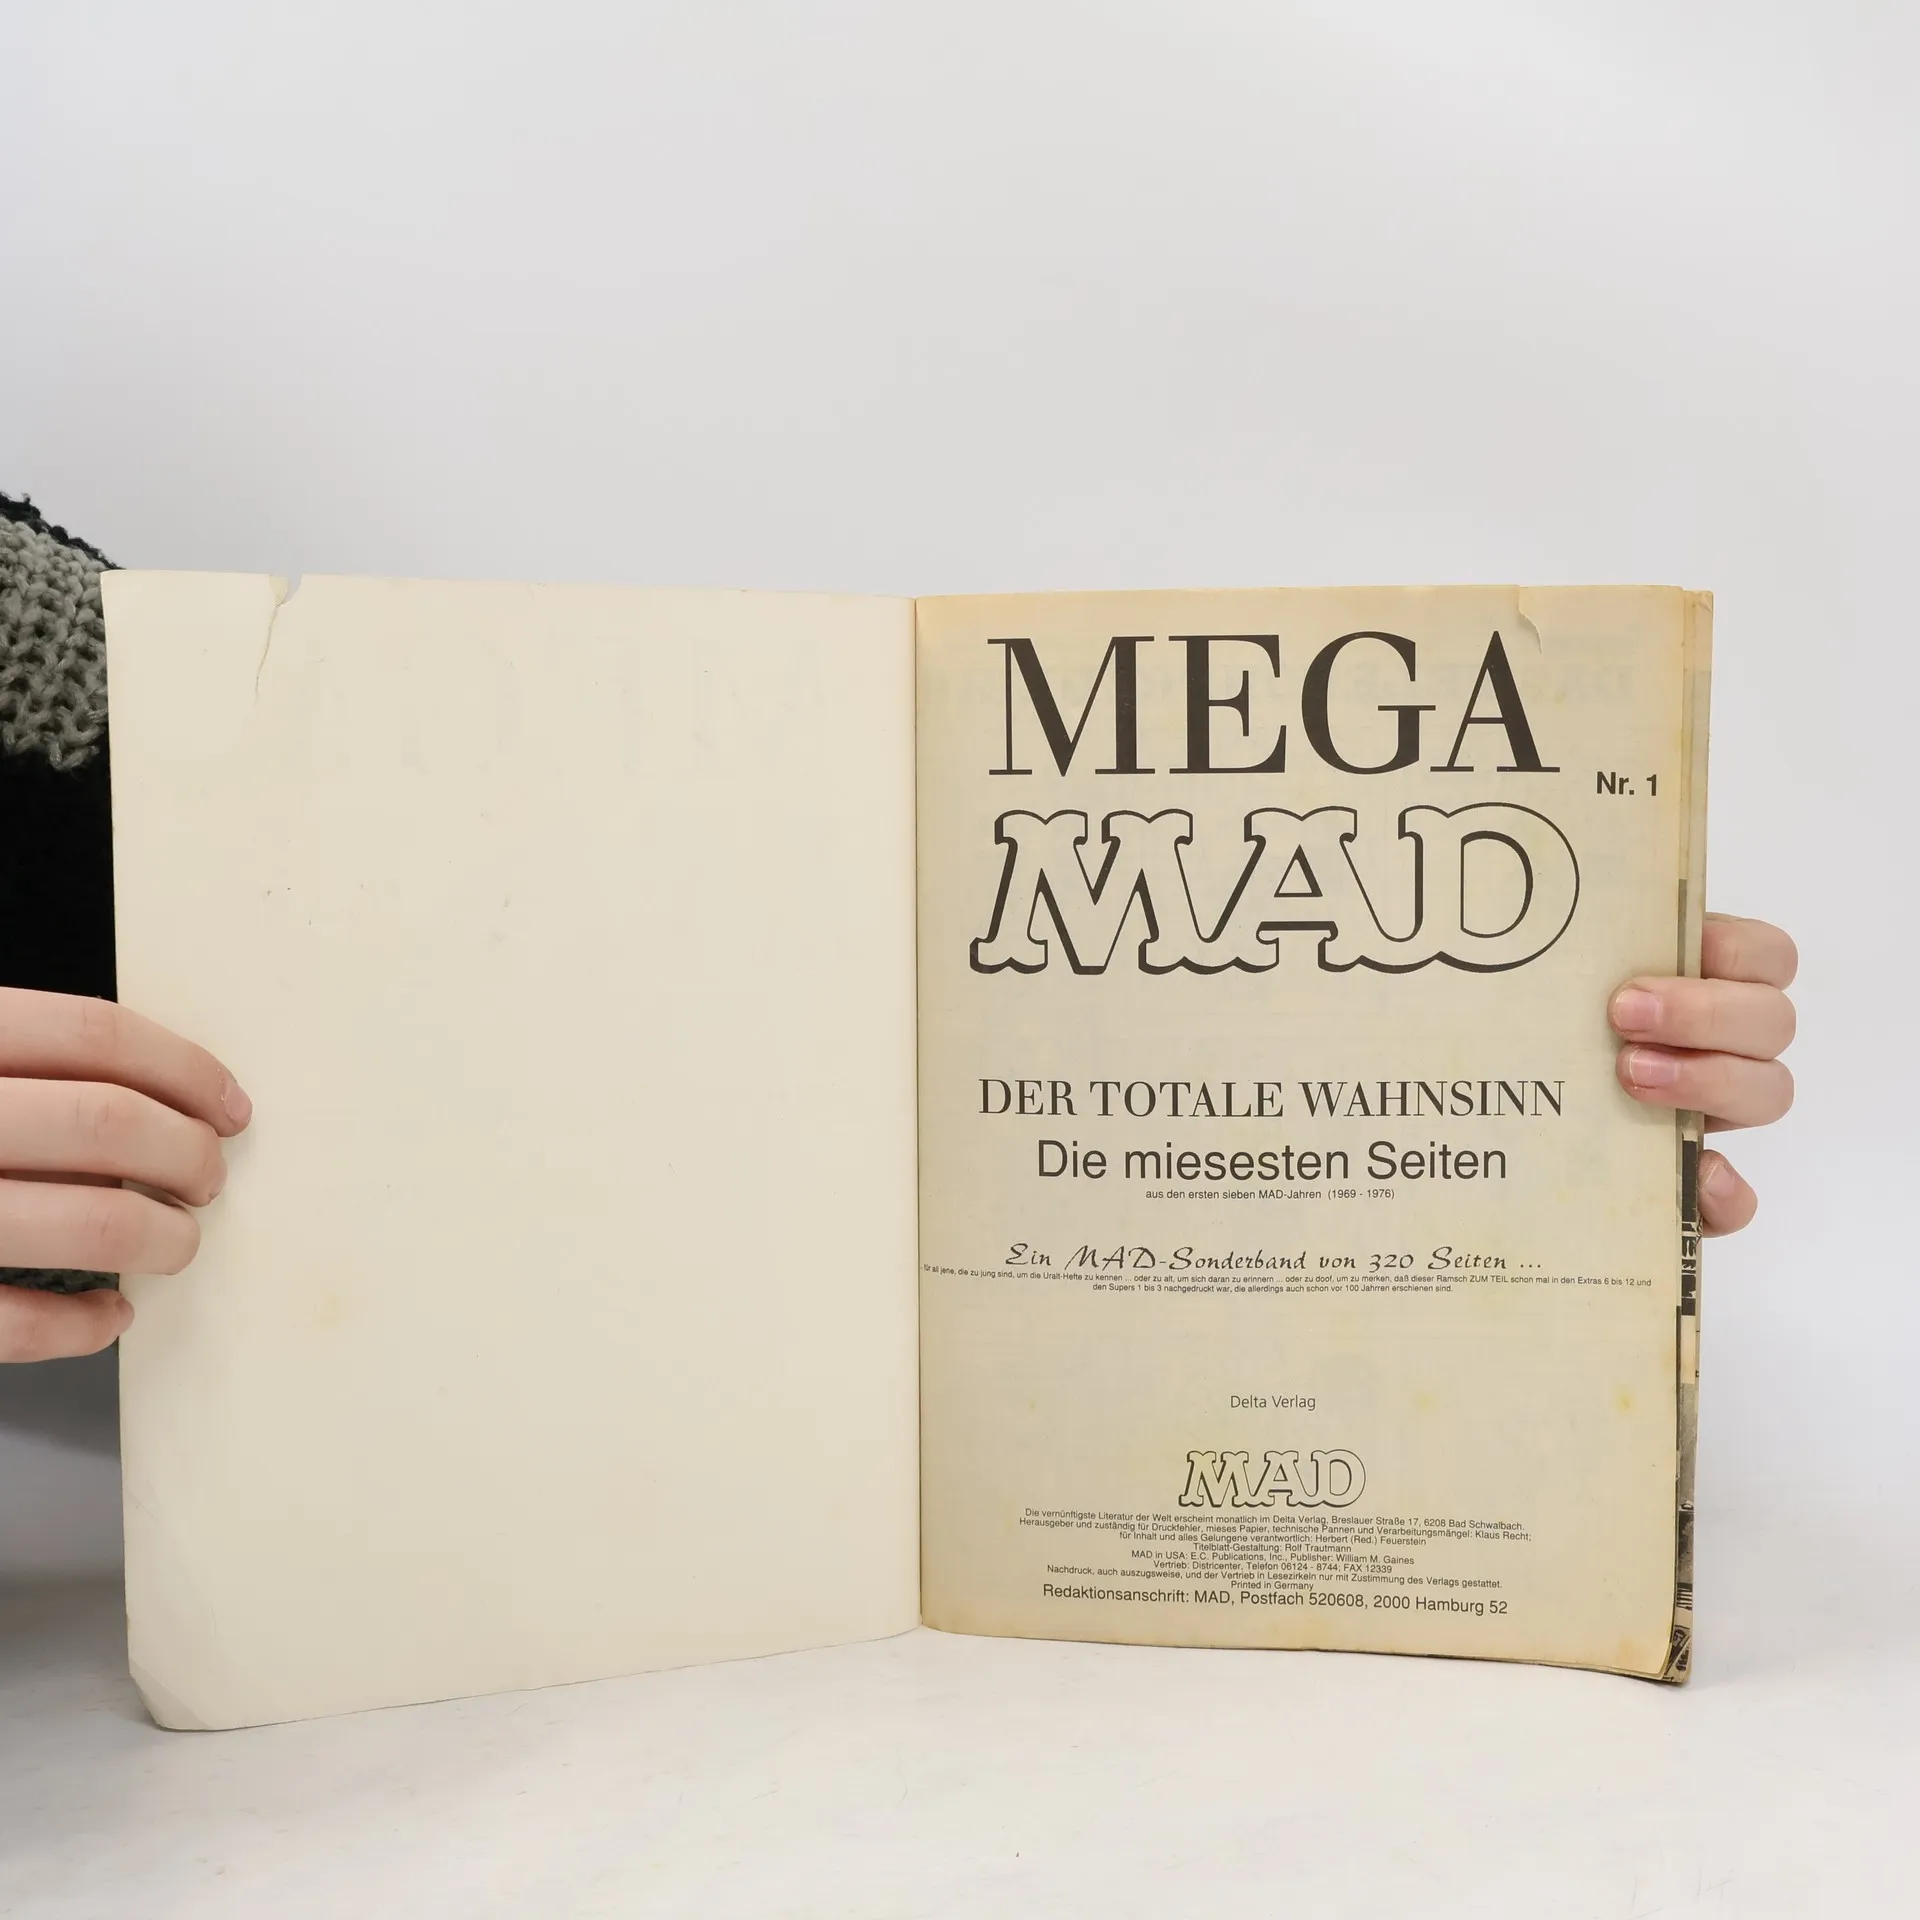 MEGA
Nr. 1
MAD
DER TOTALE WAHNSINN
Die miesesten Seiten
aus den ersten sieben MAD-Jahren (1969 - 1976)
Ein MAD-Sonderband von 320 Seiten ...
- für all jene, die zu jung sind, um die Uralt-Hefte zu kennen ... oder zu alt, um sich daran zu erinnern ... oder zu doof, um zu merken, daß dieser Ramsch ZUM TEIL schon mal in den Extras 6 bis 12 und
den Supers 1 bis 3 nachgedruckt war, die allerdings auch schon vor 100 Jahrren erschienen sind.
Delta Verlag
MAD
Die vernünftigste Literatur der Welt erscheint monatlich im Delta Verlag, Breslauer Straße 17, 6208 Bad Schwalbach.
Herausgeber und zuständig für Druckfehler, mieses Papier, technische Pannen und Verarbeitungsmängel: Klaus Recht;
für Inhalt und alles Gelungene verantwortlich: Herbert (Red.) Feuerstein
Titelblatt-Gestaltung: Rolf Trautmann
MAD in USA: E.C. Publications, Inc., Publisher: William M. Gaines
Vertrieb: Districenter, Telefon 06124 - 8744; FAX 12339
Nachdruck, auch auszugsweise, und der Vertrieb in Lesezirkeln nur mit Zustimmung des Verlags gestattet.
Printed in Germany
Redaktionsanschrift: MAD, Postfach 520608, 2000 Hamburg 52